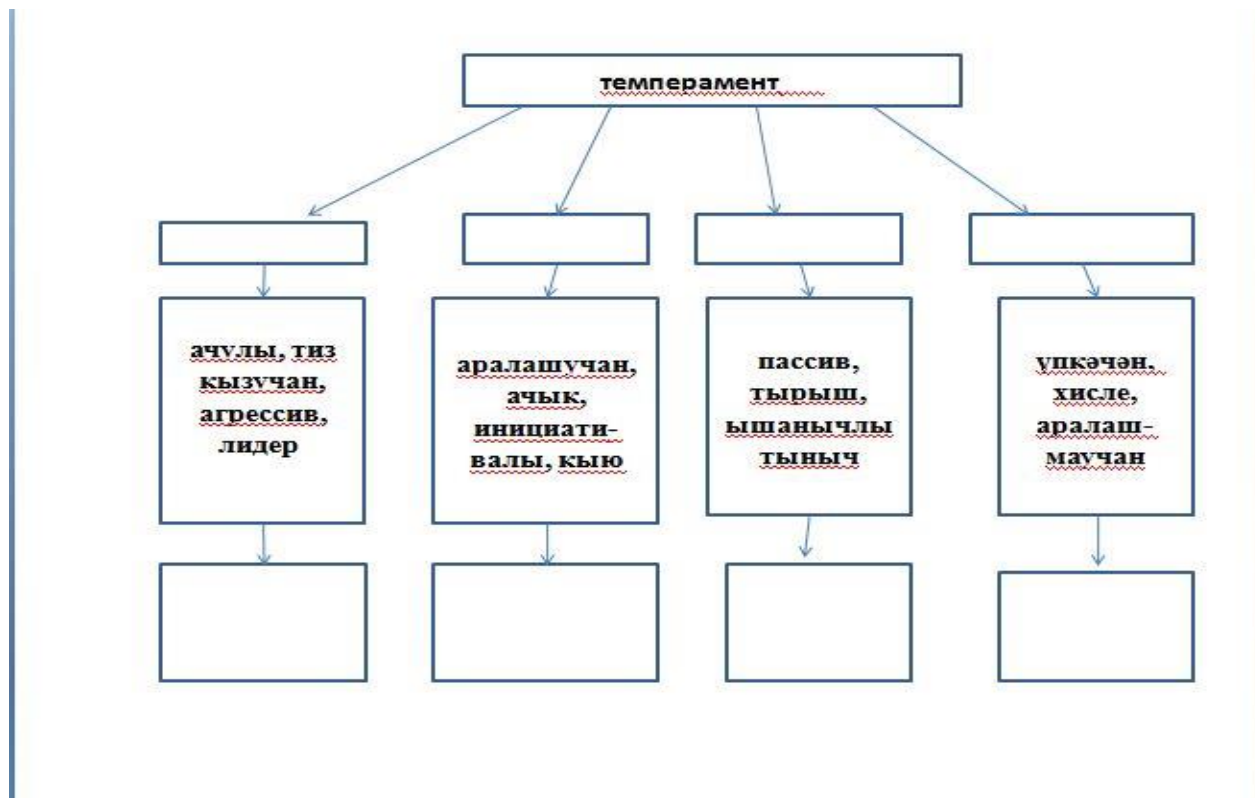 темперамент
ачулы, тиз
кызучан,
агрессив,
лидер
аралашучан,
ачык,
инициати-
валы, кыю
пассив,
тырыш,
ышанычлы
тыныч
үпкәчән,
хисле,
аралаш-
маучан